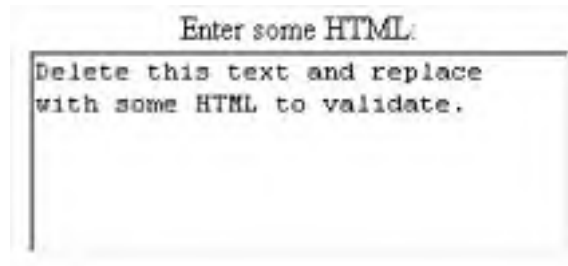 Enter some HTML:
Delete this text and replace
with some HTML to validate.